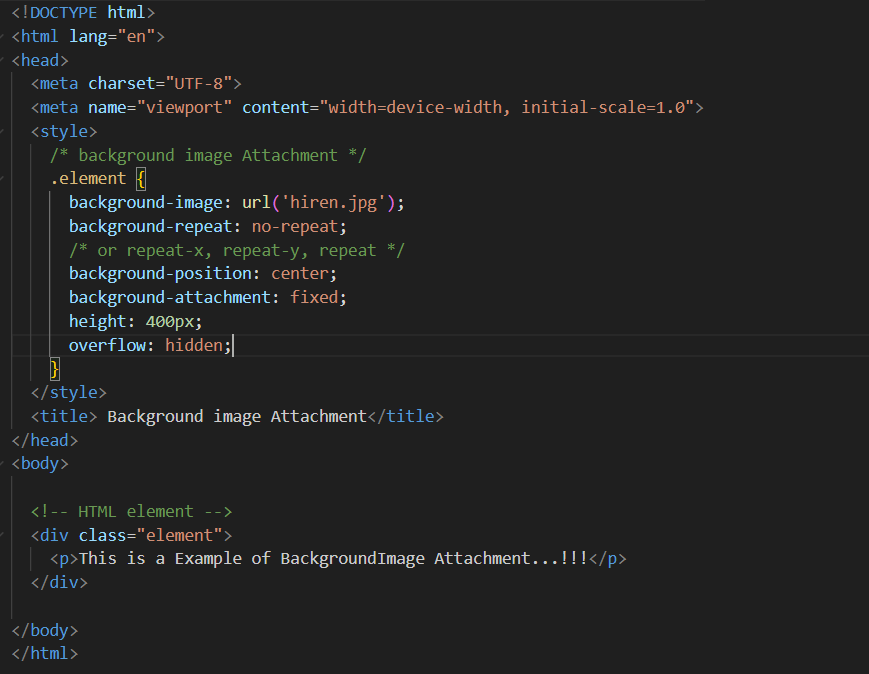 <!DOCTYPE html>
<html lang="en">
<head>
  <meta charset="UTF-8">
  <meta name="viewport" content="width=device-width, initial-scale=1.0">
  <style>
    /* background image Attachment */
    .element {
      background-image: url('hiren.jpg');
      background-repeat: no-repeat;
      /* or repeat-x, repeat-y, repeat */
      background-position: center;
      background-attachment: fixed;
      height: 400px;
      overflow: hidden;
    }
  </style>
  <title> Background image Attachment</title>
</head>
<body>
  <!-- HTML element -->
  <div class="element">
    <p>This is a Example of BackgroundImage Attachment...!!!</p>
  </div>
</body>
</html>